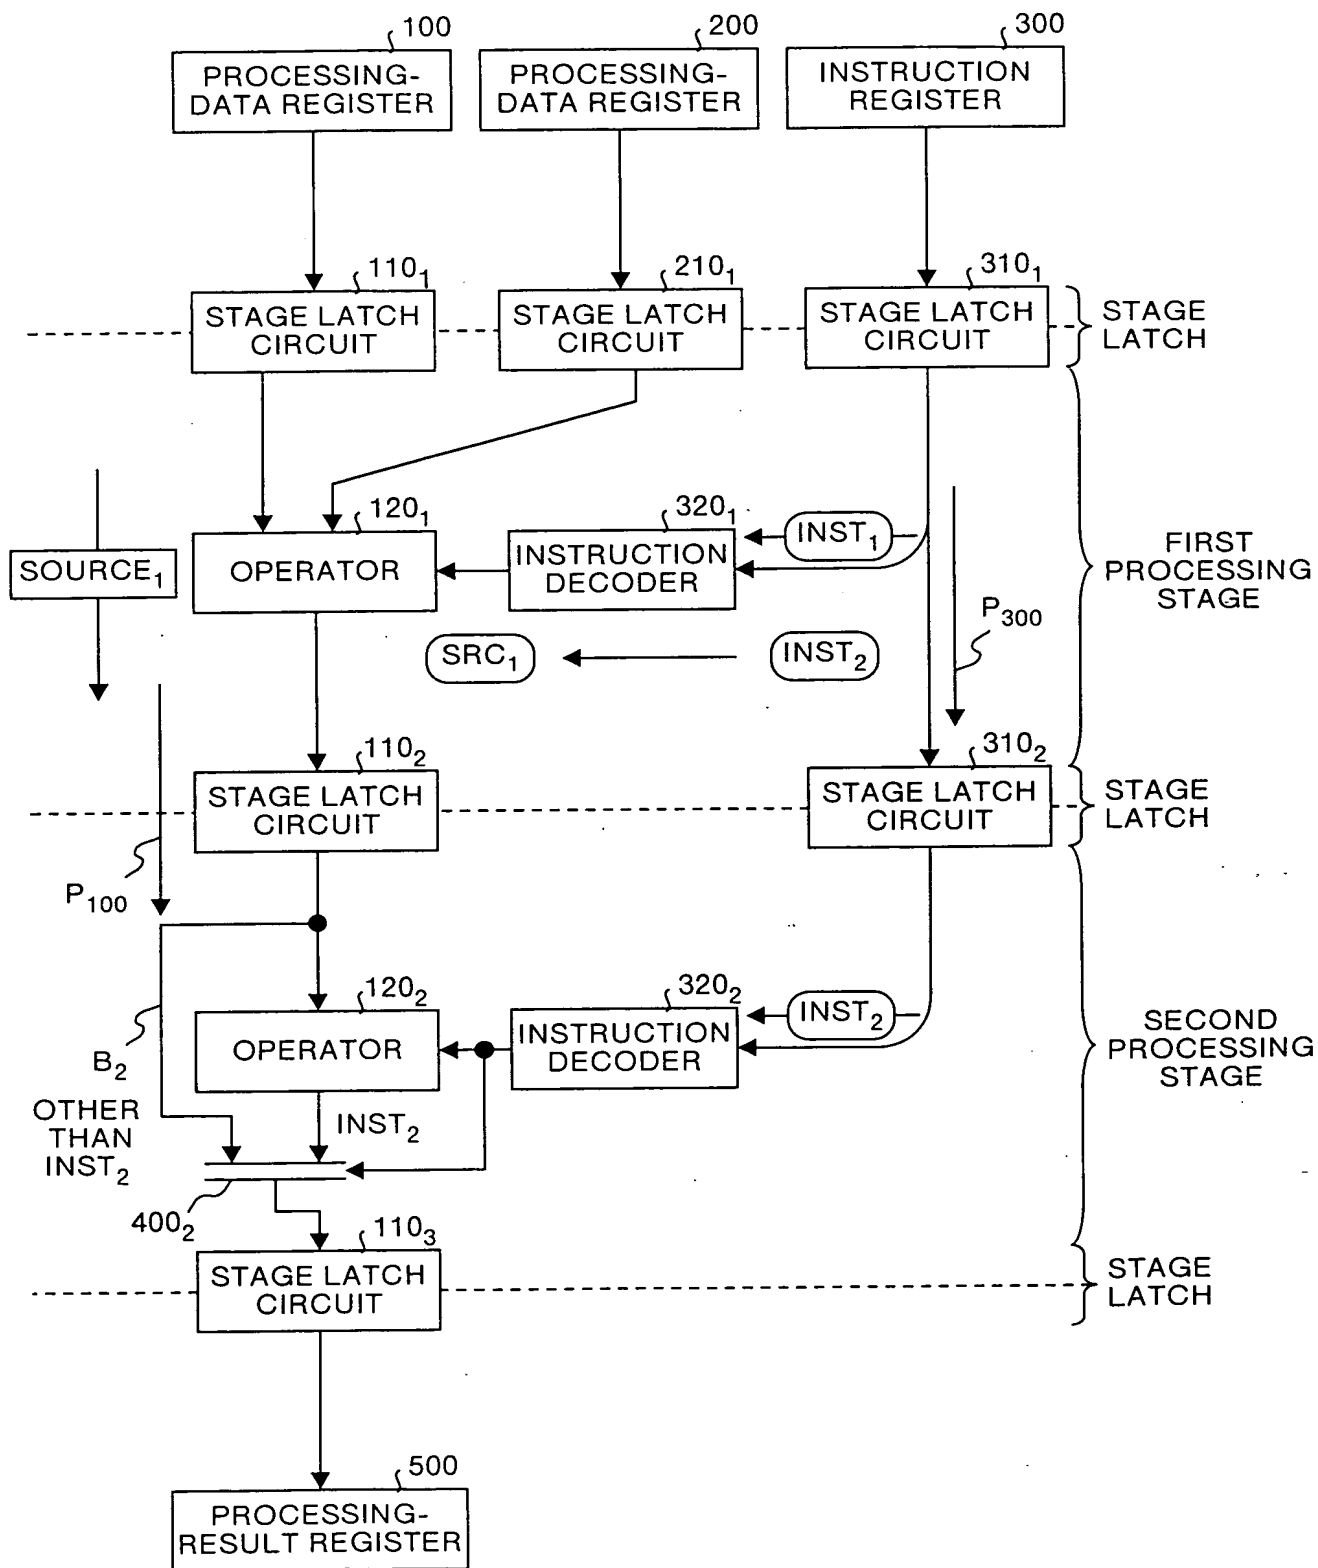 100
200
300
PROCESSING-
DATA REGISTER
PROCESSING-
DATA REGISTER
INSTRUCTION
REGISTER
110₁
210₁
310₁
STAGE LATCH
CIRCUIT
STAGE LATCH
CIRCUIT
STAGE LATCH
CIRCUIT
STAGE
LATCH
120₁
320₁
SOURCE₁
OPERATOR
INSTRUCTION
DECODER
INST₁
FIRST
PROCESSING
STAGE
P₃₀₀
SRC₁
INST₂
110₂
310₂
STAGE LATCH
CIRCUIT
STAGE LATCH
CIRCUIT
STAGE
LATCH
P₁₀₀
120₂
320₂
OPERATOR
INSTRUCTION
DECODER
INST₂
SECOND
PROCESSING
STAGE
B₂
OTHER
THAN
INST₂
INST₂
400₂
110₃
STAGE LATCH
CIRCUIT
STAGE
LATCH
500
PROCESSING-
RESULT REGISTER